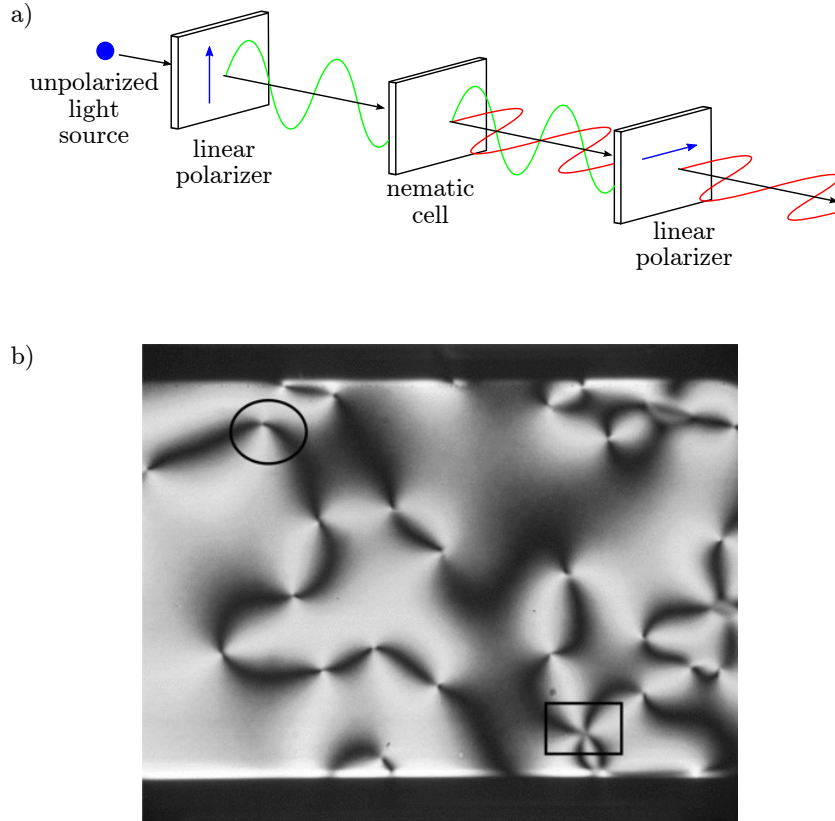 a)
unpolarized
light
source
linear
polarizer
nematic
cell
linear
polarizer
b)